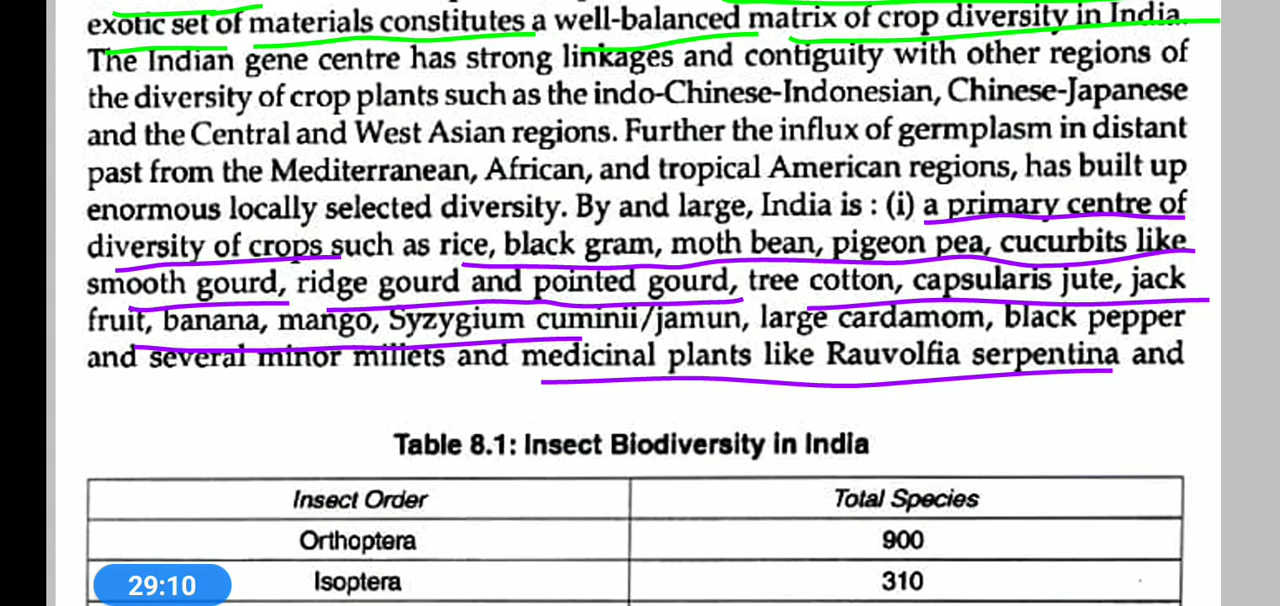 exotic set of materials constitutes a well-balanced matrix of crop diversity in India.
The Indian gene centre has strong linkages and contiguity with other regions of
the diversity of crop plants such as the indo-Chinese-Indonesian, Chinese-Japanese
and the Central and West Asian regions. Further the influx of germplasm in distant
past from the Mediterranean, African, and tropical American regions, has built up
enormous locally selected diversity. By and large, India is : (i) a primary centre of
diversity of crops such as rice, black gram, moth bean, pigeon pea, cucurbits like
smooth gourd, ridge gourd and pointed gourd, tree cotton, capsularis jute, jack
fruit, banana, mango, Syzygium cuminii/jamun, large cardamom, black pepper
and several minor millets and medicinal plants like Rauvolfia serpentina and
Table 8.1: Insect Biodiversity in India
Insect Order Total Species
Orthoptera 900
Isoptera 310
29:10